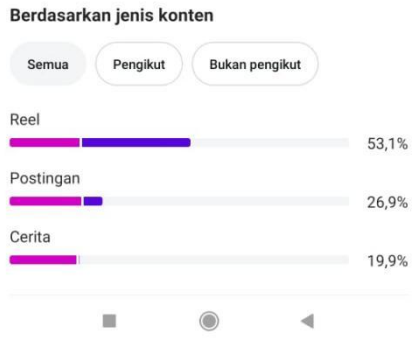 Berdasarkan jenis konten
Semua Pengikut Bukan pengikut
Reel
53,1%
Postingan
26,9%
Cerita
19,9%